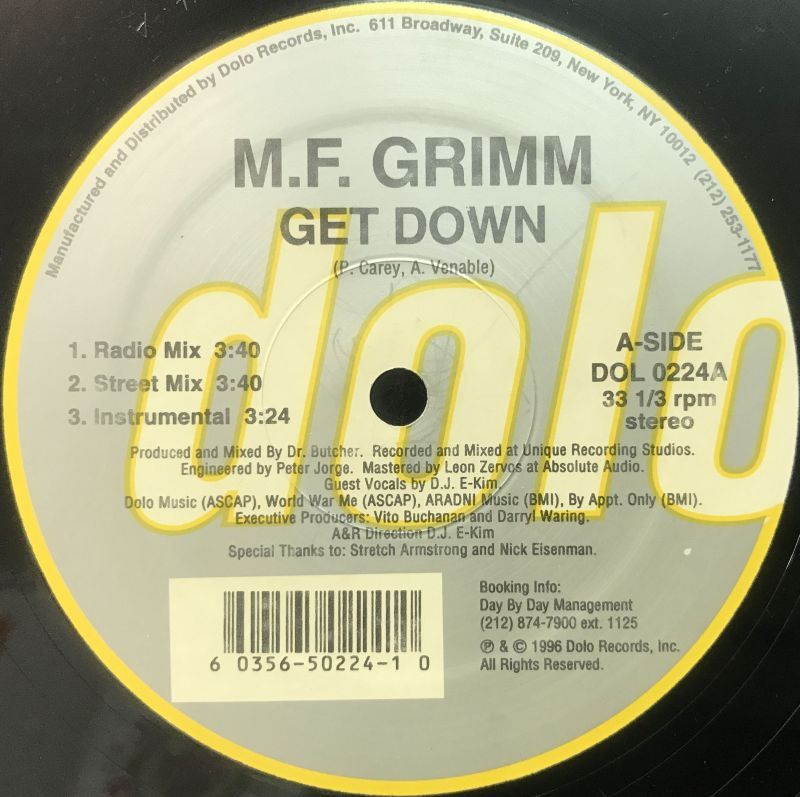 Manufactured and Distributed by Dolo Records, Inc. 611 Broadway, Suite 209, New York, NY 10012 (212) 253-1177
M.F. GRIMM
GET DOWN
(P. Carey, A. Venable)
dolo
1. Radio Mix 3:40
2. Street Mix 3:40
3. Instrumental 3:24
A-SIDE
DOL 0224A
33 1/3 rpm
stereo
Produced and Mixed By Dr. Butcher. Recorded and Mixed at Unique Recording Studios.
Engineered by Peter Jorge. Mastered by Leon Zervos at Absolute Audio.
Guest Vocals by D.J. E-Kim.
Dolo Music (ASCAP), World War Me (ASCAP), ARADNI Music (BMI), By Appt. Only (BMI).
Executive Producers: Vito Buchanan and Darryl Waring.
A&R Direction D.J. E-Kim
Special Thanks to: Stretch Armstrong and Nick Eisenman.
6 0356-50224-1 0
Booking Info:
Day By Day Management
(212) 874-7900 ext. 1125
℗ & © 1996 Dolo Records, Inc.
All Rights Reserved.